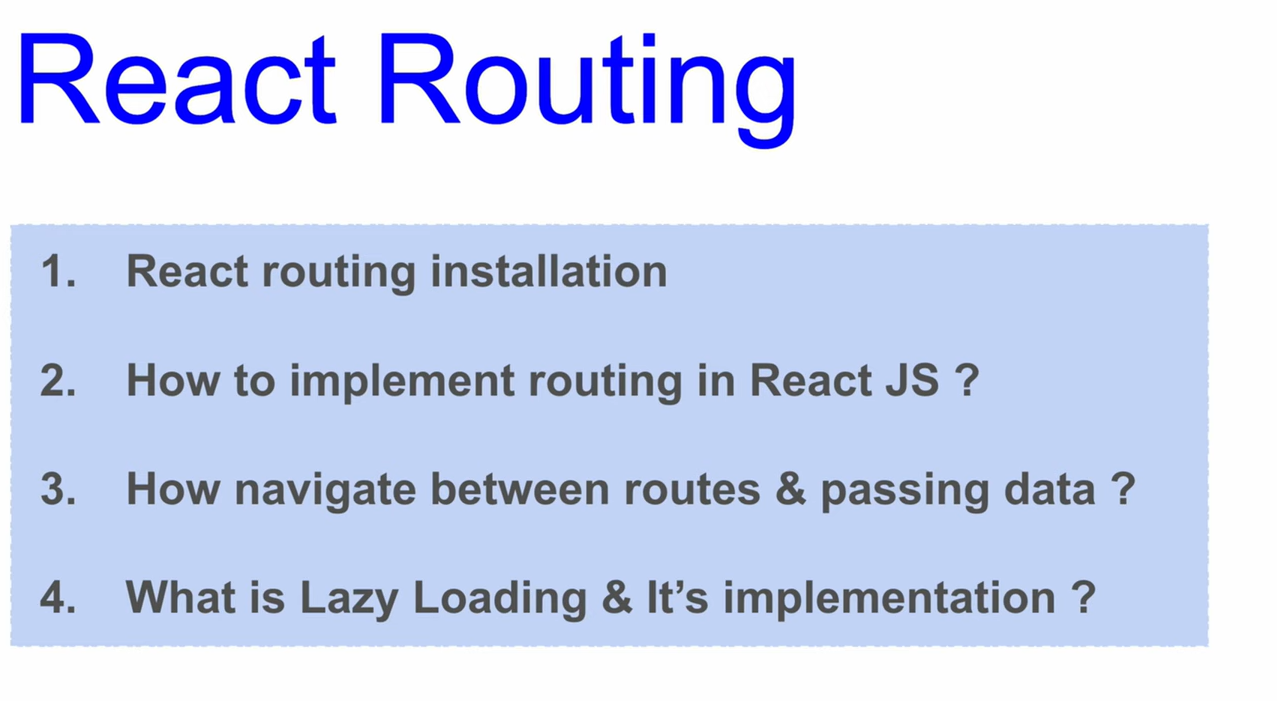 React Routing
1. React routing installation
2. How to implement routing in React JS ?
3. How navigate between routes & passing data ?
4. What is Lazy Loading & It’s implementation ?